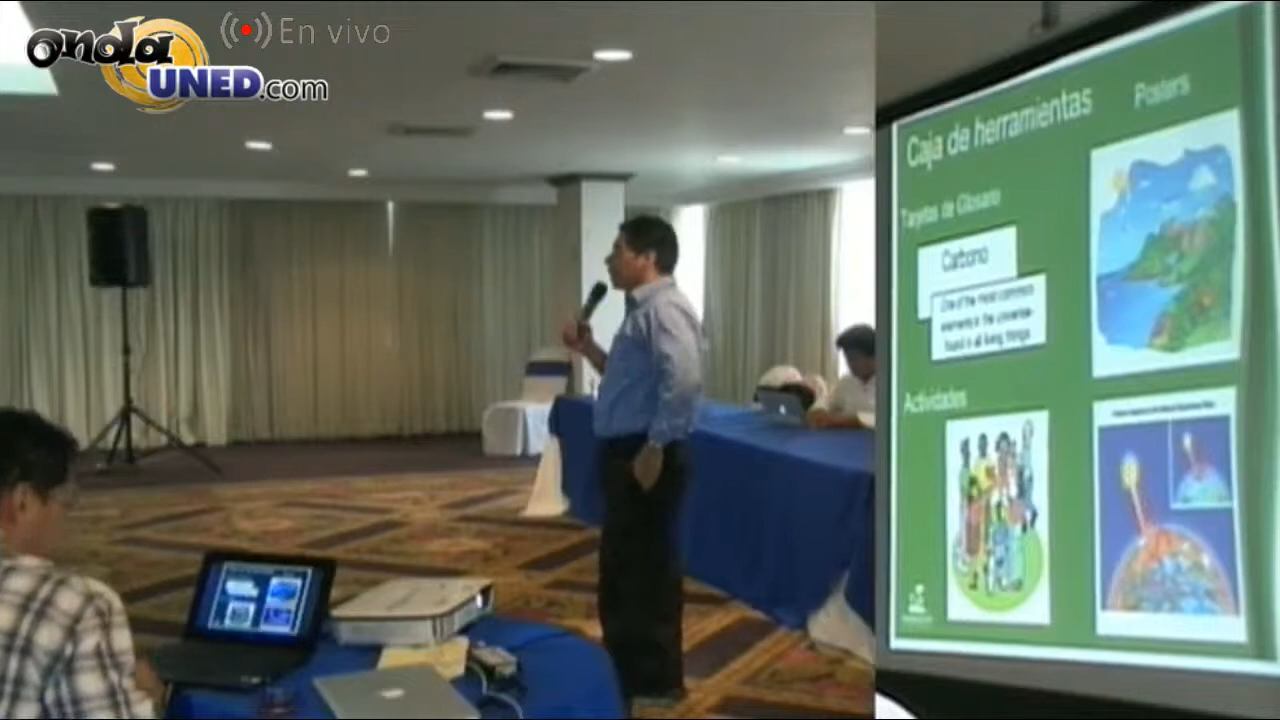 onda
UNED.com
En vivo
Caja de herramientas
Posters
Tarjetas de Glosario
Carbono
One of the most common
elements in the universe-
found in all living things
Actividades